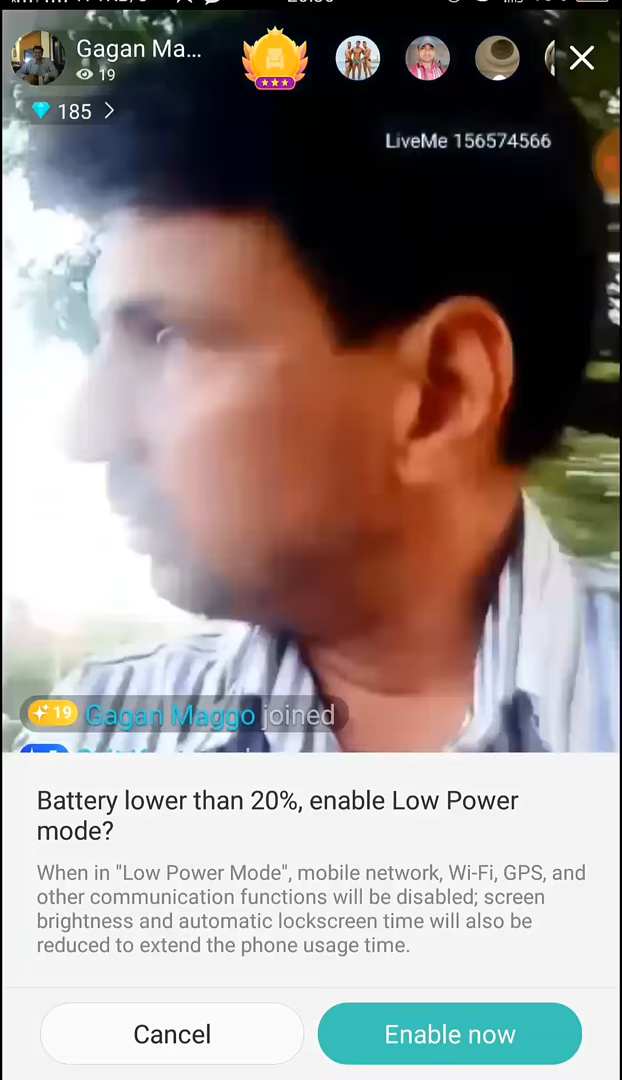 Gagan Ma...
19
185 >
LiveMe 156574566
19 Gagan Maggo joined
Battery lower than 20%, enable Low Power
mode?
When in "Low Power Mode", mobile network, Wi-Fi, GPS, and
other communication functions will be disabled; screen
brightness and automatic lockscreen time will also be
reduced to extend the phone usage time.
Cancel
Enable now